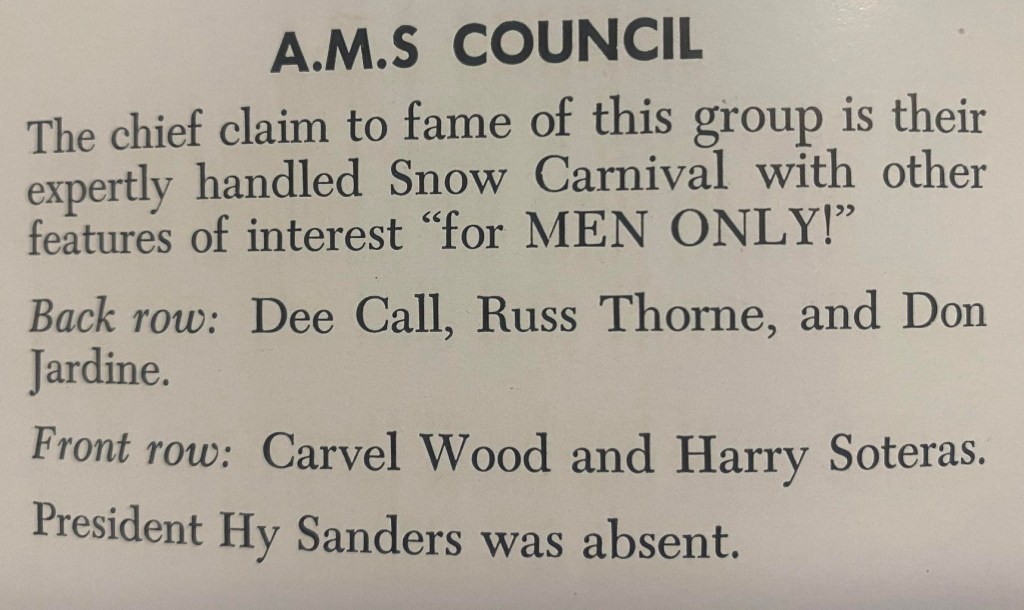 A.M.S COUNCIL
The chief claim to fame of this group is their
expertly handled Snow Carnival with other
features of interest “for MEN ONLY!”
Back row: Dee Call, Russ Thorne, and Don
Jardine.
Front row: Carvel Wood and Harry Soteras.
President Hy Sanders was absent.